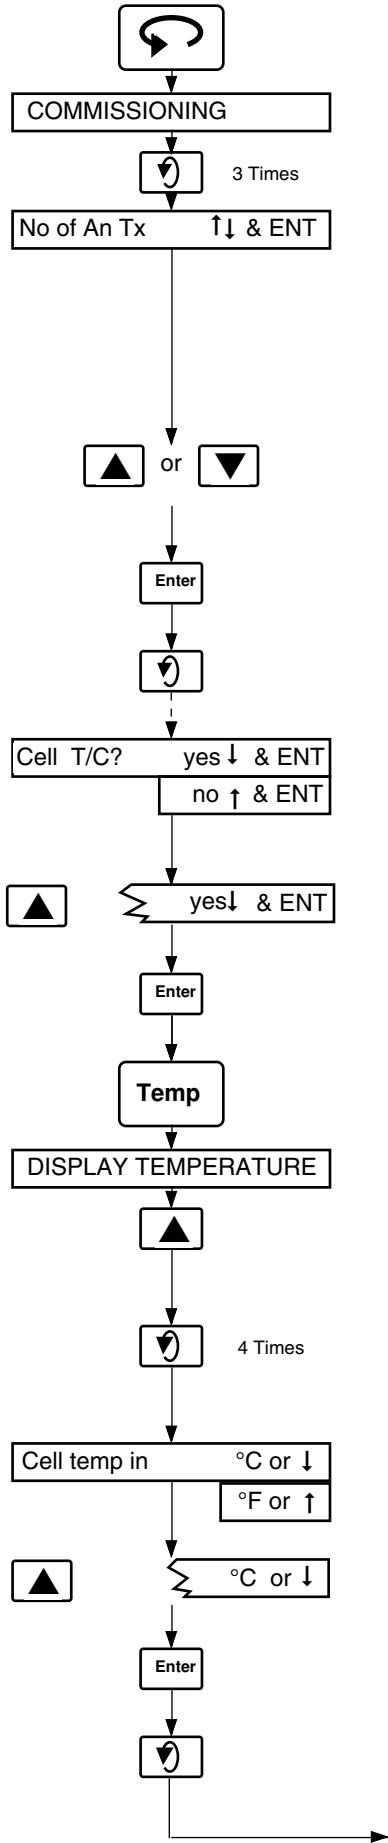 COMMISSIONING
3 Times
No of An Tx ↑↓ & ENT
or
Enter
Cell T/C? yes ↓ & ENT
no ↑ & ENT
yes↓ & ENT
Enter
Temp
DISPLAY TEMPERATURE
4 Times
Cell temp in °C or ↓
°F or ↑
°C or ↓
Enter